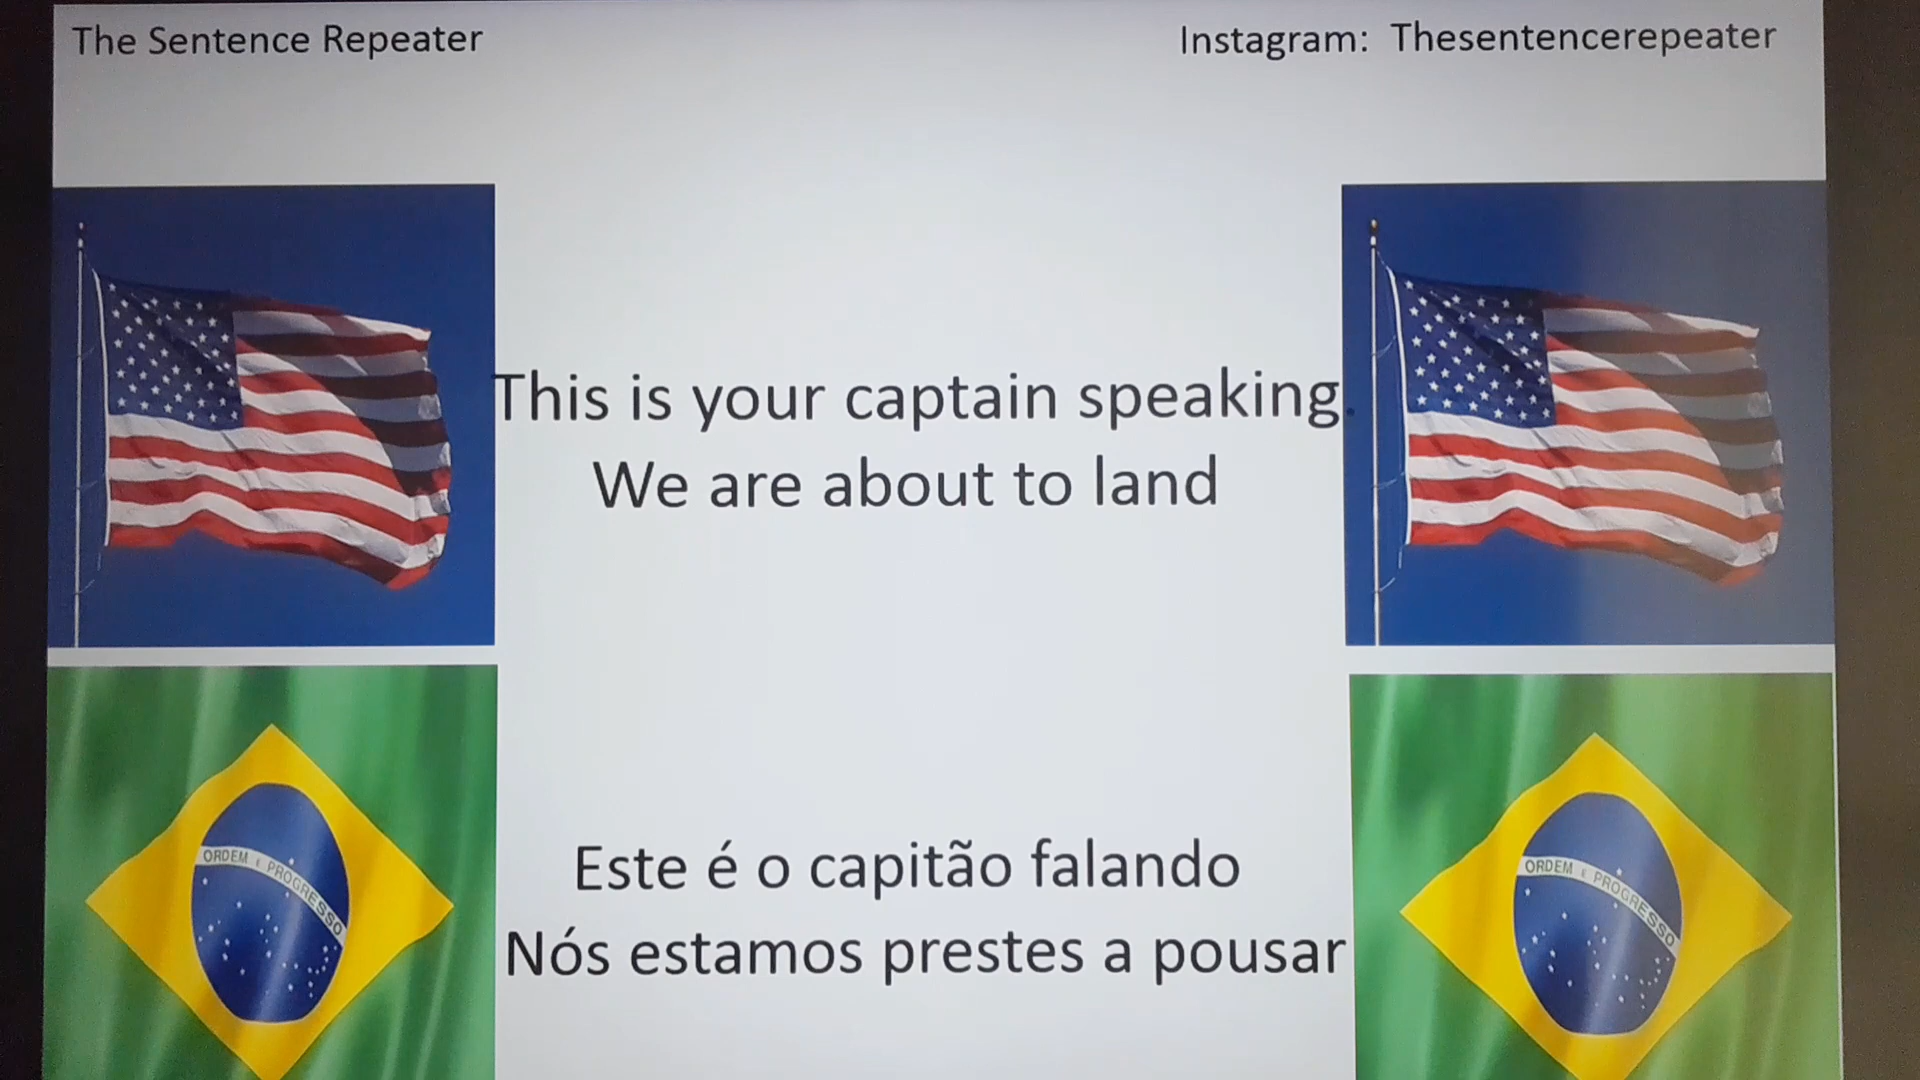 The Sentence Repeater
Instagram: Thesentencerepeater
This is your captain speaking.
We are about to land
Este é o capitão falando
Nós estamos prestes a pousar
ORDEM E PROGRESSO
ORDEM E PROGRESSO